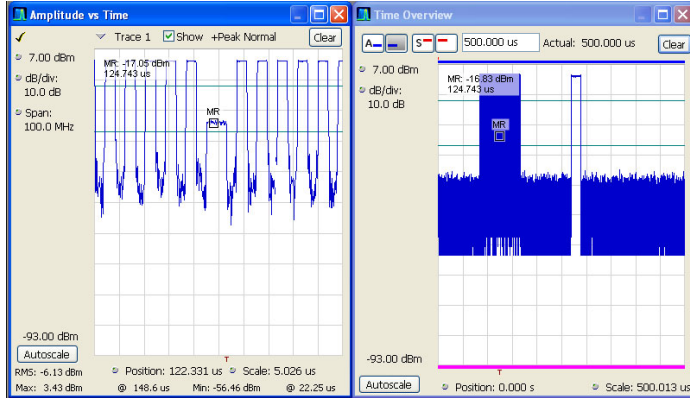 Amplitude vs Time
Trace 1 Show +Peak Normal Clear
7.00 dBm
dB/div:
10.0 dB
Span:
100.0 MHz
MR: -17.05 dBm
124.743 us
MR
-93.00 dBm
Autoscale
T
Position: 122.331 us Scale: 5.026 us
RMS: -6.13 dBm
Max: 3.43 dBm @ 148.6 us Min: -56.46 dBm @ 22.25 us
Time Overview
A S 500.000 us Actual: 500.000 us Clear
7.00 dBm
dB/div:
10.0 dB
MR: -16.83 dBm
124.743 us
MR
-93.00 dBm
T
Autoscale
Position: 0.000 s Scale: 500.013 us